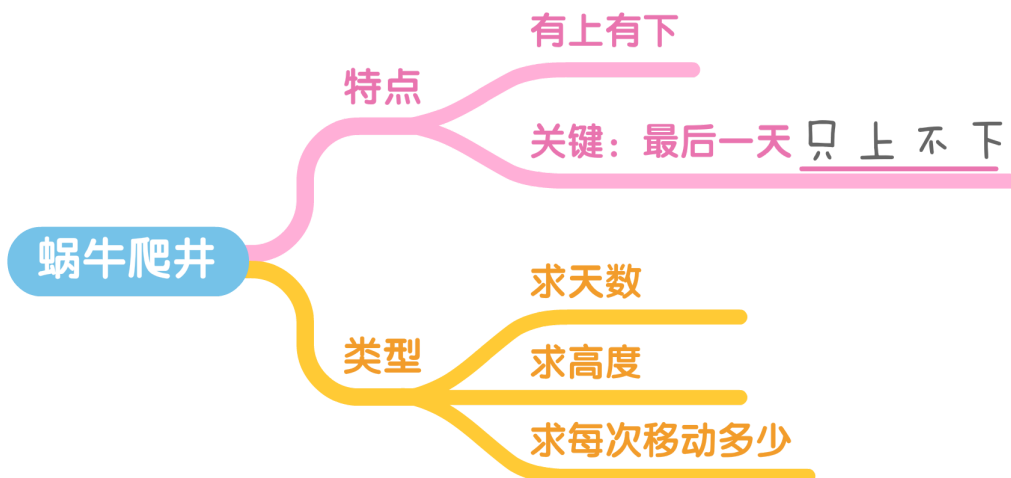 有上有下
特点
关键：最后一天只上不下
蜗牛爬井
求天数
类型
求高度
求每次移动多少